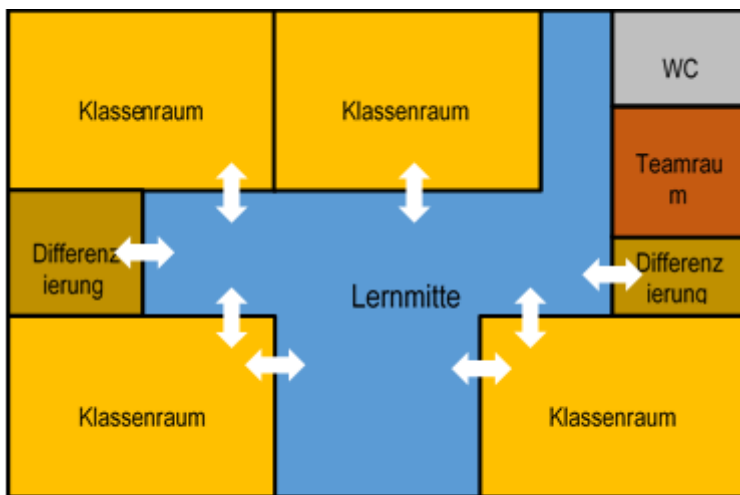 Klassenraum
Klassenraum
WC
Teamrau
m
Differenz
ierung
Differenz
ierung
Lernmitte
Klassenraum
Klassenraum